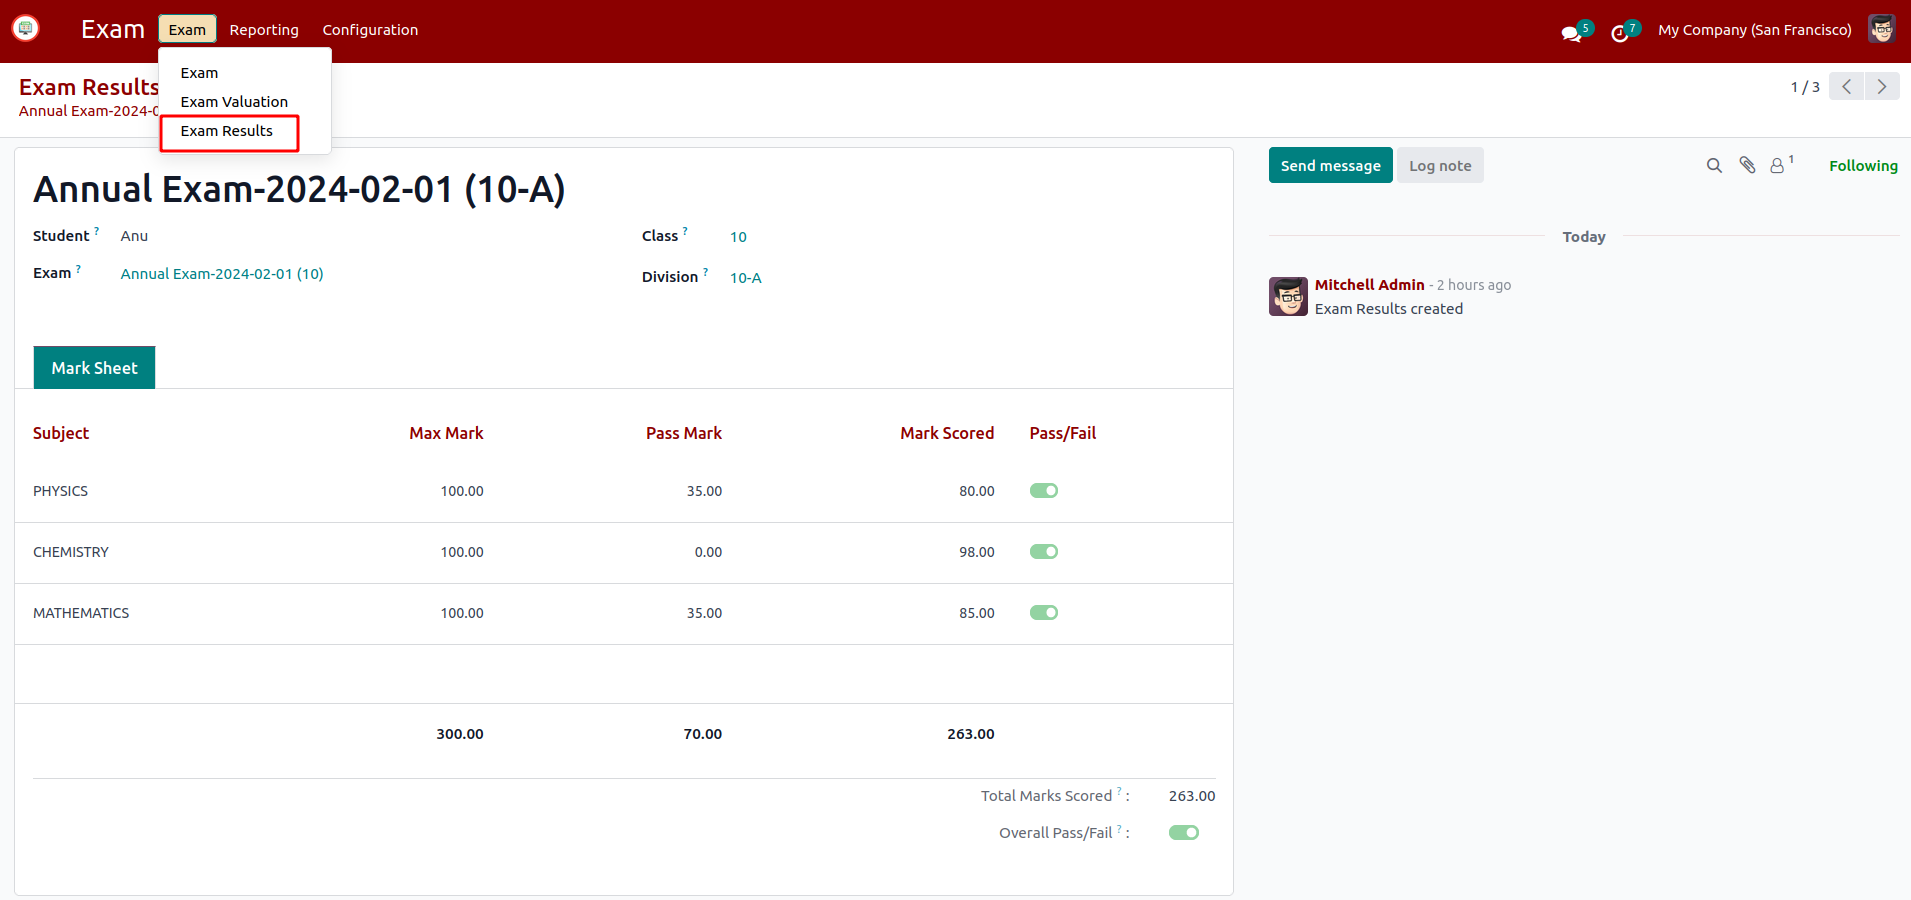 Exam Exam Reporting Configuration 5 7 My Company (San Francisco)
Exam
Exam Valuation
Exam Results
Exam Results
Annual Exam-2024-0
1 / 3
Annual Exam-2024-02-01 (10-A)
Student ? Anu Class ? 10
Exam ? Annual Exam-2024-02-01 (10) Division ? 10-A
Mark Sheet
Subject Max Mark Pass Mark Mark Scored Pass/Fail
PHYSICS 100.00 35.00 80.00
CHEMISTRY 100.00 0.00 98.00
MATHEMATICS 100.00 35.00 85.00
300.00 70.00 263.00
Total Marks Scored ? : 263.00
Overall Pass/Fail ? :
Send message Log note 1 Following
Today
Mitchell Admin - 2 hours ago
Exam Results created